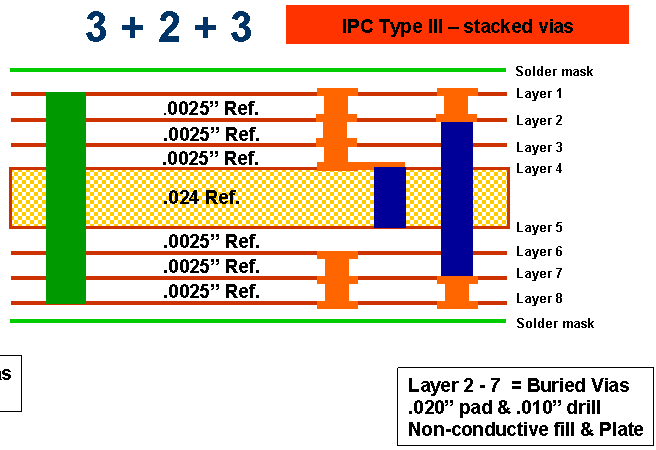 3 + 2 + 3
IPC Type III – stacked vias
Solder mask
Layer 1
.0025” Ref.
Layer 2
.0025” Ref.
Layer 3
.0025” Ref.
Layer 4
.024 Ref.
Layer 5
.0025” Ref.
Layer 6
.0025” Ref.
Layer 7
.0025” Ref.
Layer 8
Solder mask
as
Layer 2 - 7 = Buried Vias
.020” pad & .010” drill
Non-conductive fill & Plate